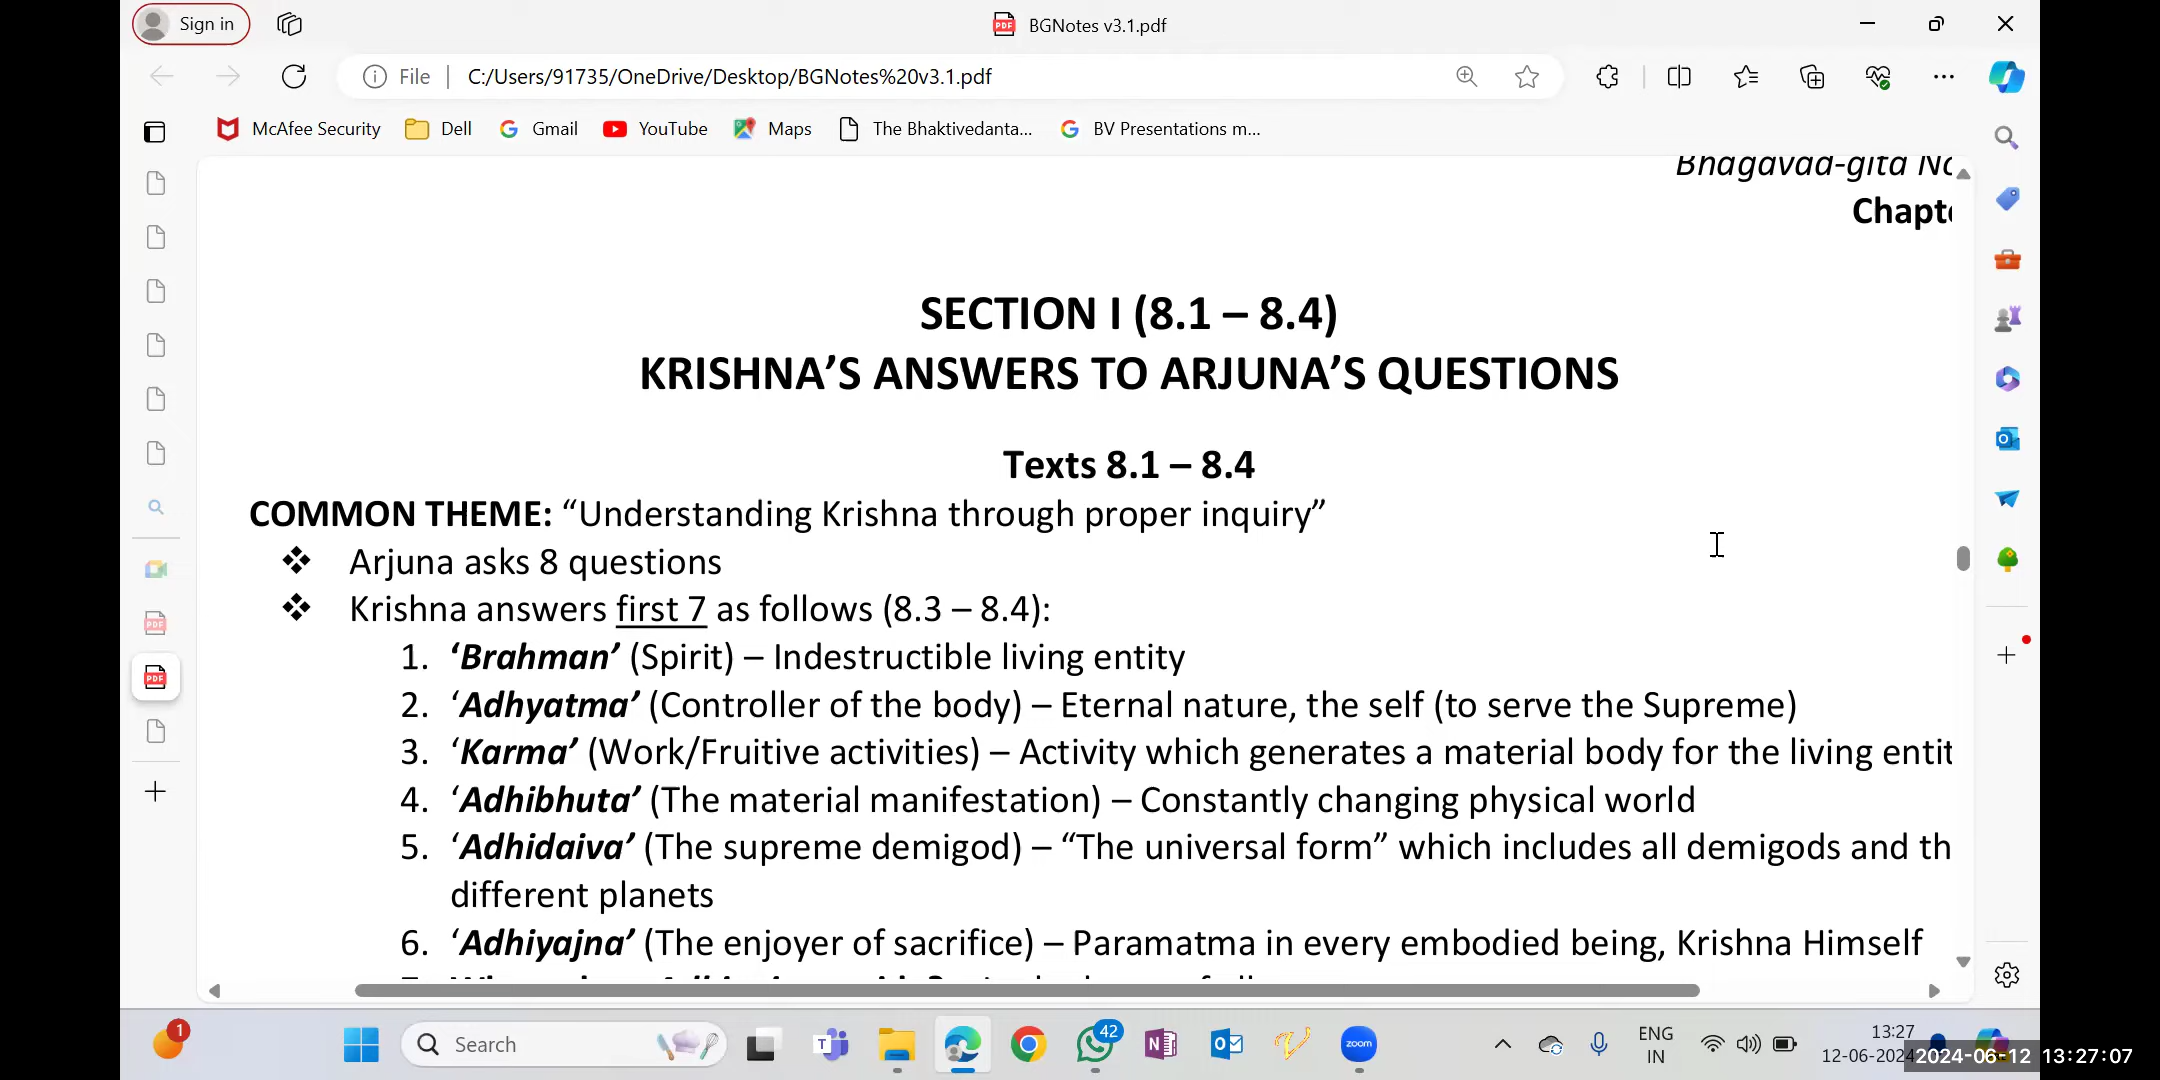 Sign in
BGNotes v3.1.pdf
File
C:/Users/91735/OneDrive/Desktop/BGNotes%20v3.1.pdf
McAfee Security
Dell
Gmail
YouTube
Maps
The Bhaktivedanta...
BV Presentations m...
Bhagavad-gita
SECTION I (8.1 – 8.4)
KRISHNA’S ANSWERS TO ARJUNA’S QUESTIONS
Texts 8.1 – 8.4
COMMON THEME: “Understanding Krishna through proper inquiry”
❖ Arjuna asks 8 questions
❖ Krishna answers first 7 as follows (8.3 – 8.4):
1. ‘Brahman’ (Spirit) – Indestructible living entity
2. ‘Adhyatma’ (Controller of the body) – Eternal nature, the self (to serve the Supreme)
3. ‘Karma’ (Work/Fruitive activities) – Activity which generates a material body for the living entit
4. ‘Adhibhuta’ (The material manifestation) – Constantly changing physical world
5. ‘Adhidaiva’ (The supreme demigod) – “The universal form” which includes all demigods and th
different planets
6. ‘Adhiyajna’ (The enjoyer of sacrifice) – Paramatma in every embodied being, Krishna Himself
1
Search
42
zoom
ENG
IN
13:27
12-06-2024
2024-06-12 13:27:07